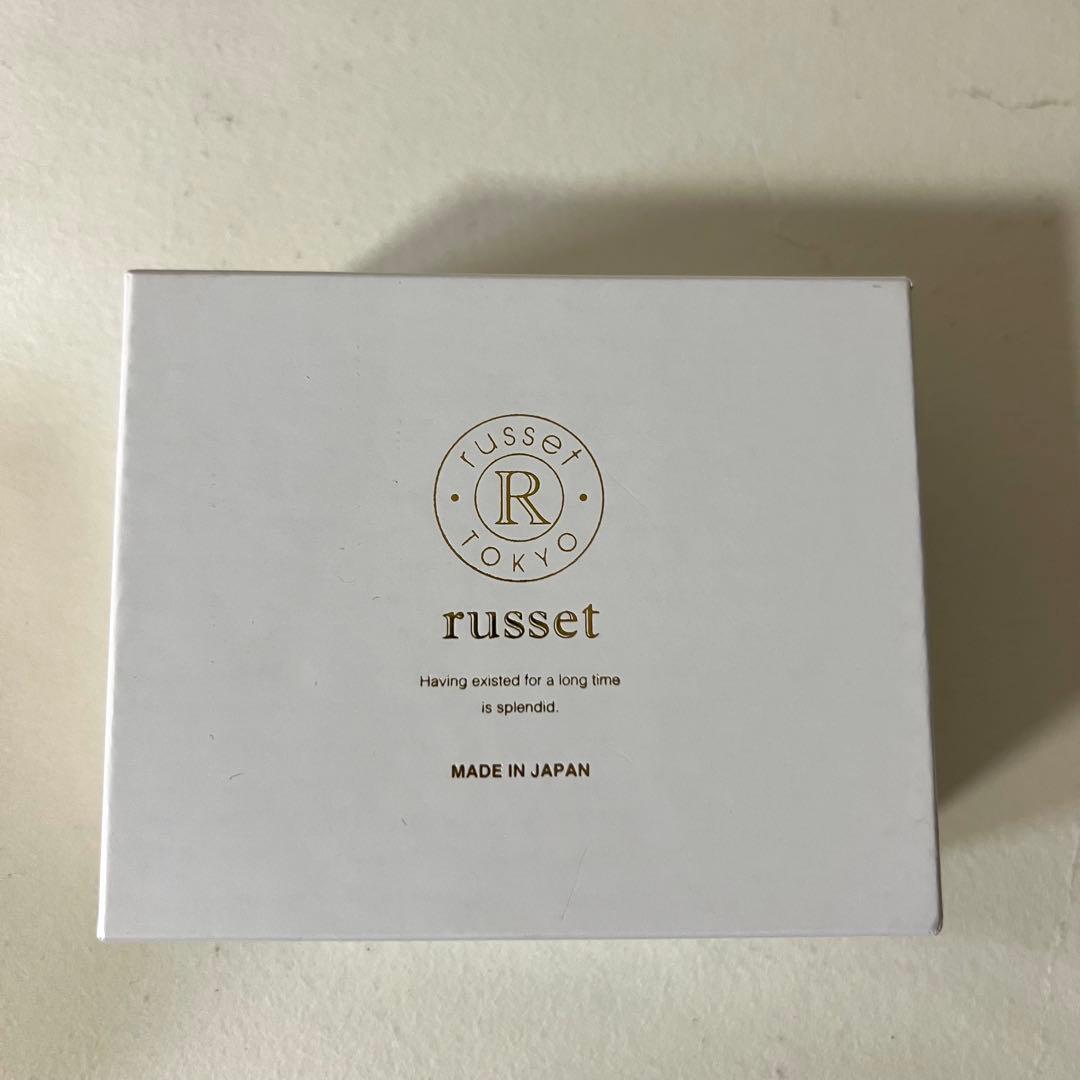 russet
R
TOKYO
russet
Having existed for a long time
is splendid.
MADE IN JAPAN